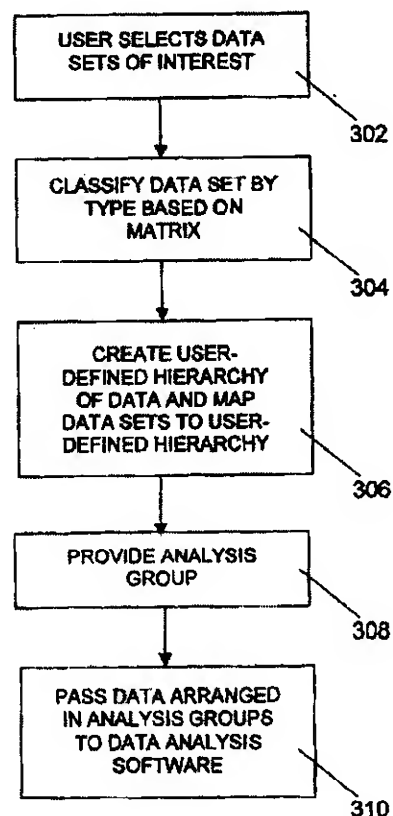 USER SELECTS DATA
SETS OF INTEREST
302
CLASSIFY DATA SET BY
TYPE BASED ON
MATRIX
304
CREATE USER-
DEFINED HIERARCHY
OF DATA AND MAP
DATA SETS TO USER-
DEFINED HIERARCHY
306
PROVIDE ANALYSIS
GROUP
308
PASS DATA ARRANGED
IN ANALYSIS GROUPS
TO DATA ANALYSIS
SOFTWARE
310